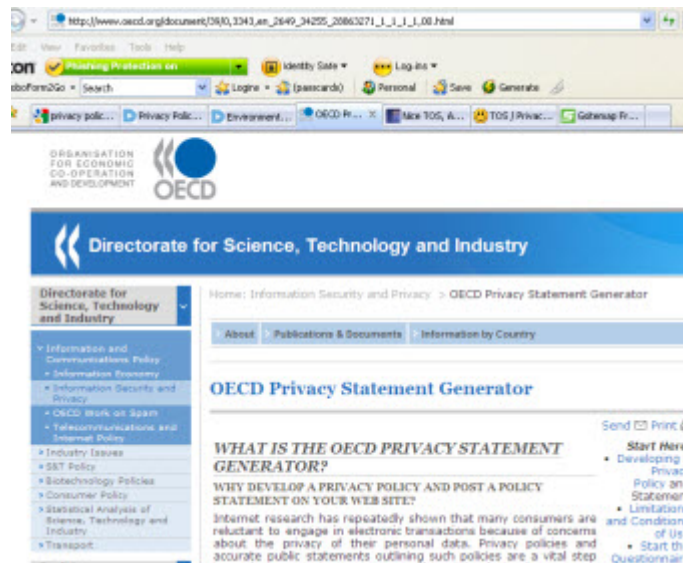 http://www.oecd.org/document/39/0,3343,en_2649_34255_28863271_1_1_1_1,00.html
Edit View Favorites Tools Help
Phishing Protection on Identity Safe Log-ins
Search Logins (passcards) Personal Save Generate
privacy polic... Privacy Polic... Environment... OECD Pr... X Nice TOS, A... TOS / Privac...
ORGANISATION
FOR ECONOMIC
CO-OPERATION
AND DEVELOPMENT
OECD
Directorate for Science, Technology and Industry
Directorate for
Science, Technology
and Industry
Home: Information Security and Privacy > OECD Privacy Statement Generator
About Publications & Documents Information by Country
Information and
Communications Policy
Information Economy
Information Security and
Privacy
OECD Work on Spam
Telecommunications and
Internet Policy
Industry Issues
S&T Policy
Biotechnology Policies
Consumer Policy
Statistical Analysis of
Science, Technology and
Industry
Transport
OECD Privacy Statement Generator
Send Print
WHAT IS THE OECD PRIVACY STATEMENT
GENERATOR?
WHY DEVELOP A PRIVACY POLICY AND POST A POLICY
STATEMENT ON YOUR WEB SITE?
Internet research has repeatedly shown that many consumers are
reluctant to engage in electronic transactions because of concerns
about the privacy of their personal data. Privacy policies and
accurate public statements outlining such policies are a vital step
Start Here
Developing
Privac
Policy an
Statemen
Limitation
and Condition
of Us
Start th
Questionnair